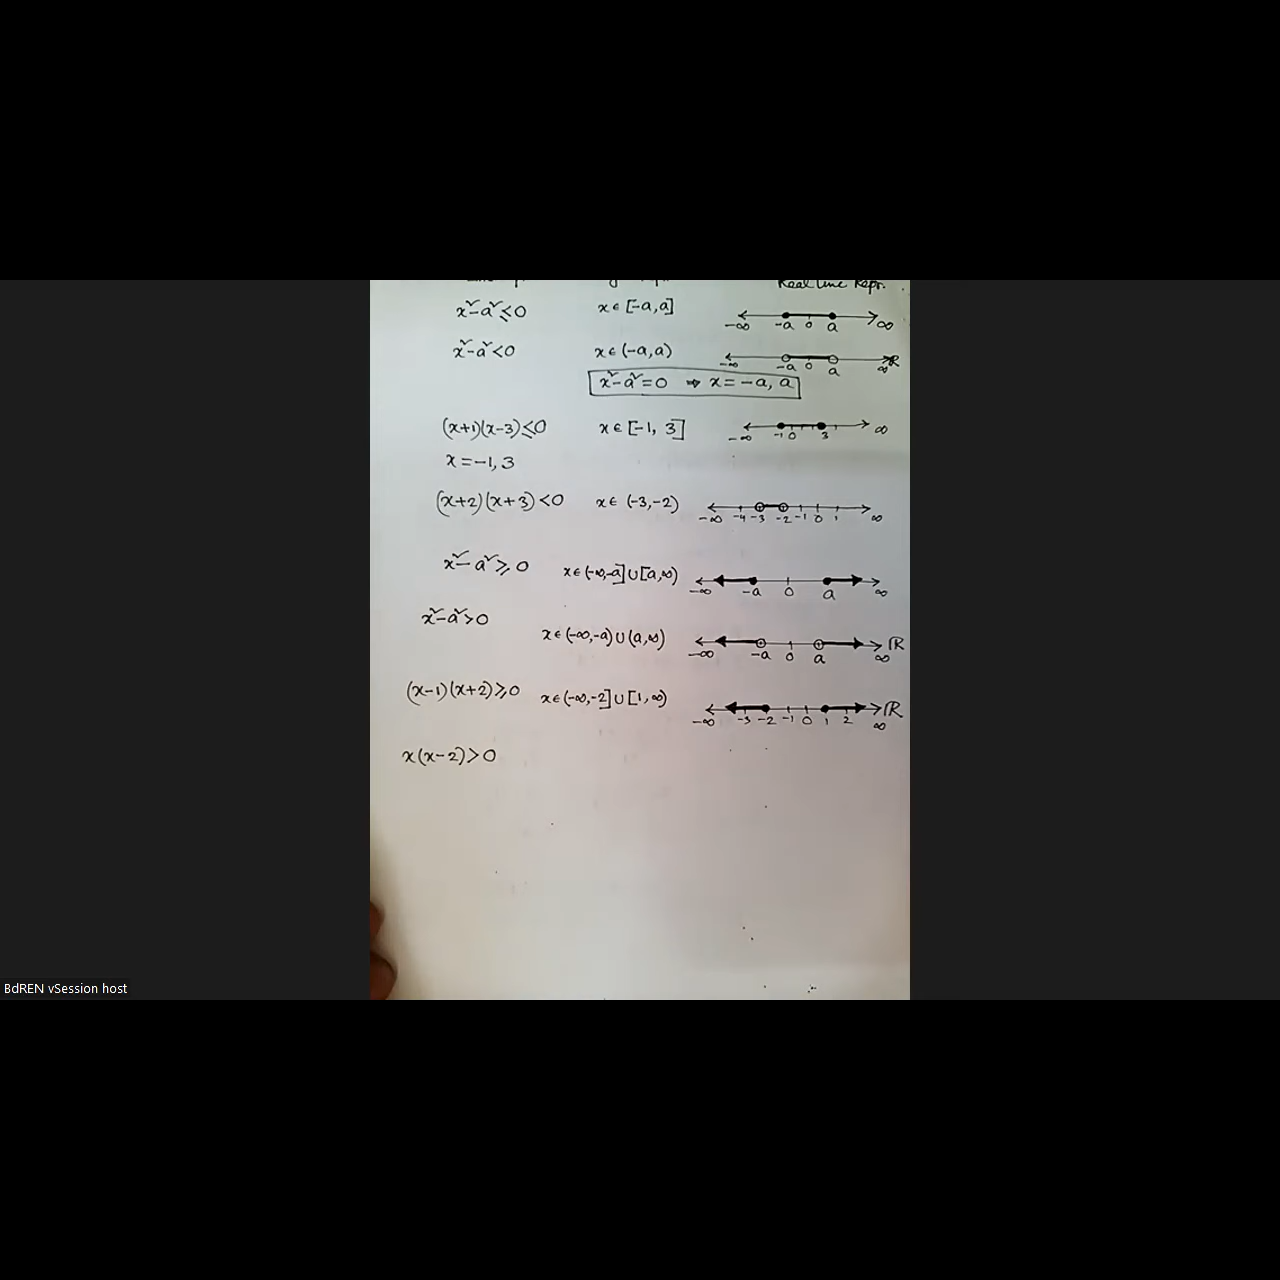 Real Line Repr.
x²-a²≤0 x∈[-a,a] -∞ -a 0 a ∞
x²-a²<0 x∈(-a,a) -∞ -a 0 a ∞ R
x²-a²=0 ⇒ x=-a, a
(x+1)(x-3)≤0 x∈[-1, 3] -∞ -1 0 3 ∞
x=-1,3
(x+2)(x+3)<0 x∈ (-3,-2) -∞ -4 -3 -2 -1 0 1 ∞
x²-a²≥0 x∈(-∞,-a]∪[a,∞) -∞ -a 0 a ∞
x²-a²>0 x∈(-∞,-a)∪(a,∞) -∞ -a 0 a ∞ R
(x-1)(x+2)≥0 x∈(-∞,-2]∪[1,∞) -∞ -3 -2 -1 0 1 2 ∞ R
x(x-2)>0
BdREN vSession host